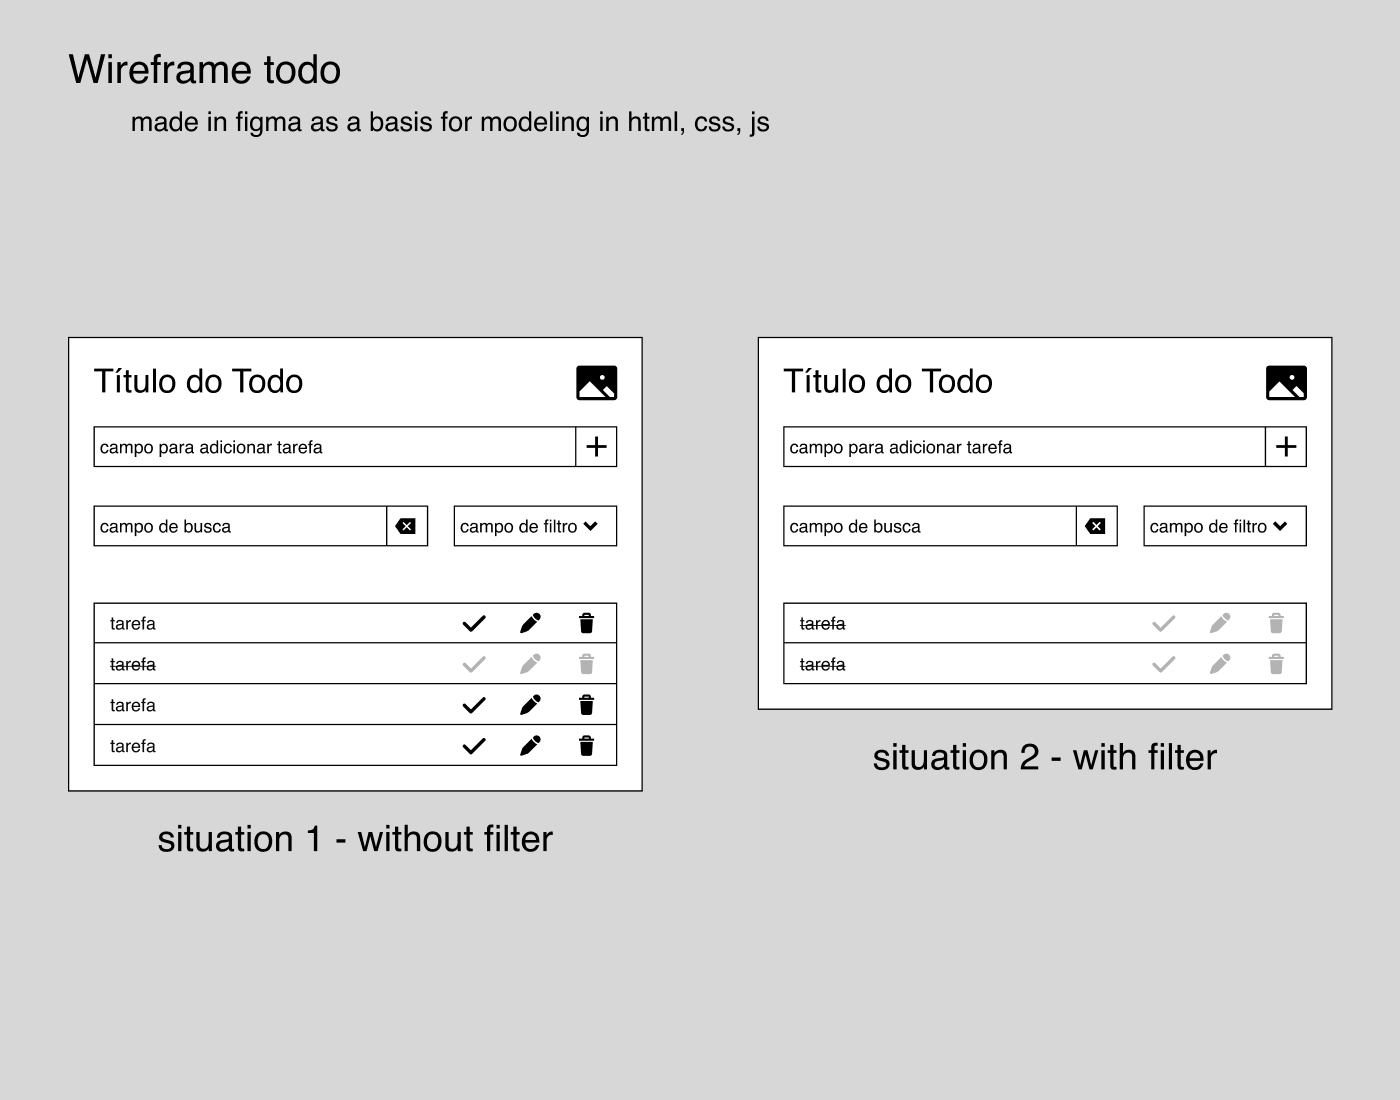 Wireframe todo
made in figma as a basis for modeling in html, css, js
Título do Todo
campo para adicionar tarefa
campo de busca
campo de filtro
tarefa
tarefa
tarefa
tarefa
situation 1 - without filter
Título do Todo
campo para adicionar tarefa
campo de busca
campo de filtro
tarefa
tarefa
situation 2 - with filter